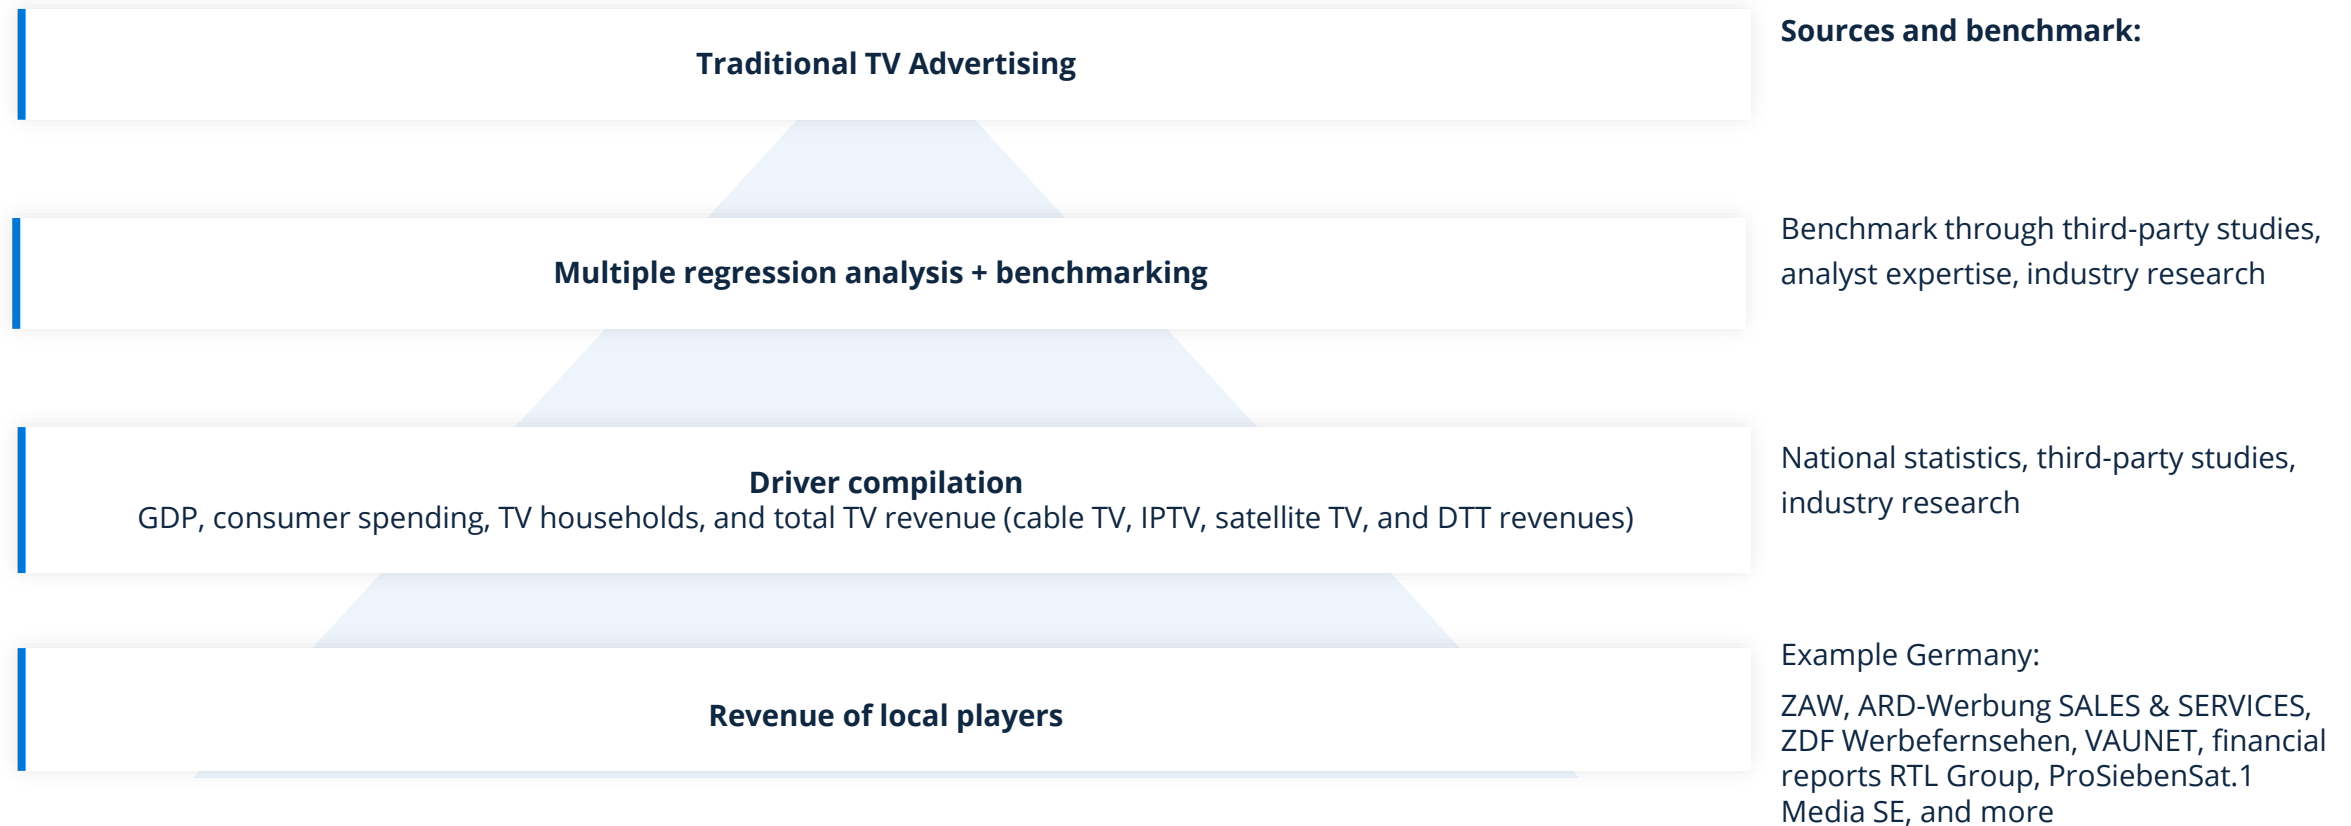 Traditional TV Advertising
Sources and benchmark:
Multiple regression analysis + benchmarking
Benchmark through third-party studies,
analyst expertise, industry research
Driver compilation
GDP, consumer spending, TV households, and total TV revenue (cable TV, IPTV, satellite TV, and DTT revenues)
National statistics, third-party studies,
industry research
Revenue of local players
Example Germany:
ZAW, ARD-Werbung SALES & SERVICES,
ZDF Werbefernsehen, VAUNET, financial
reports RTL Group, ProSiebenSat.1
Media SE, and more